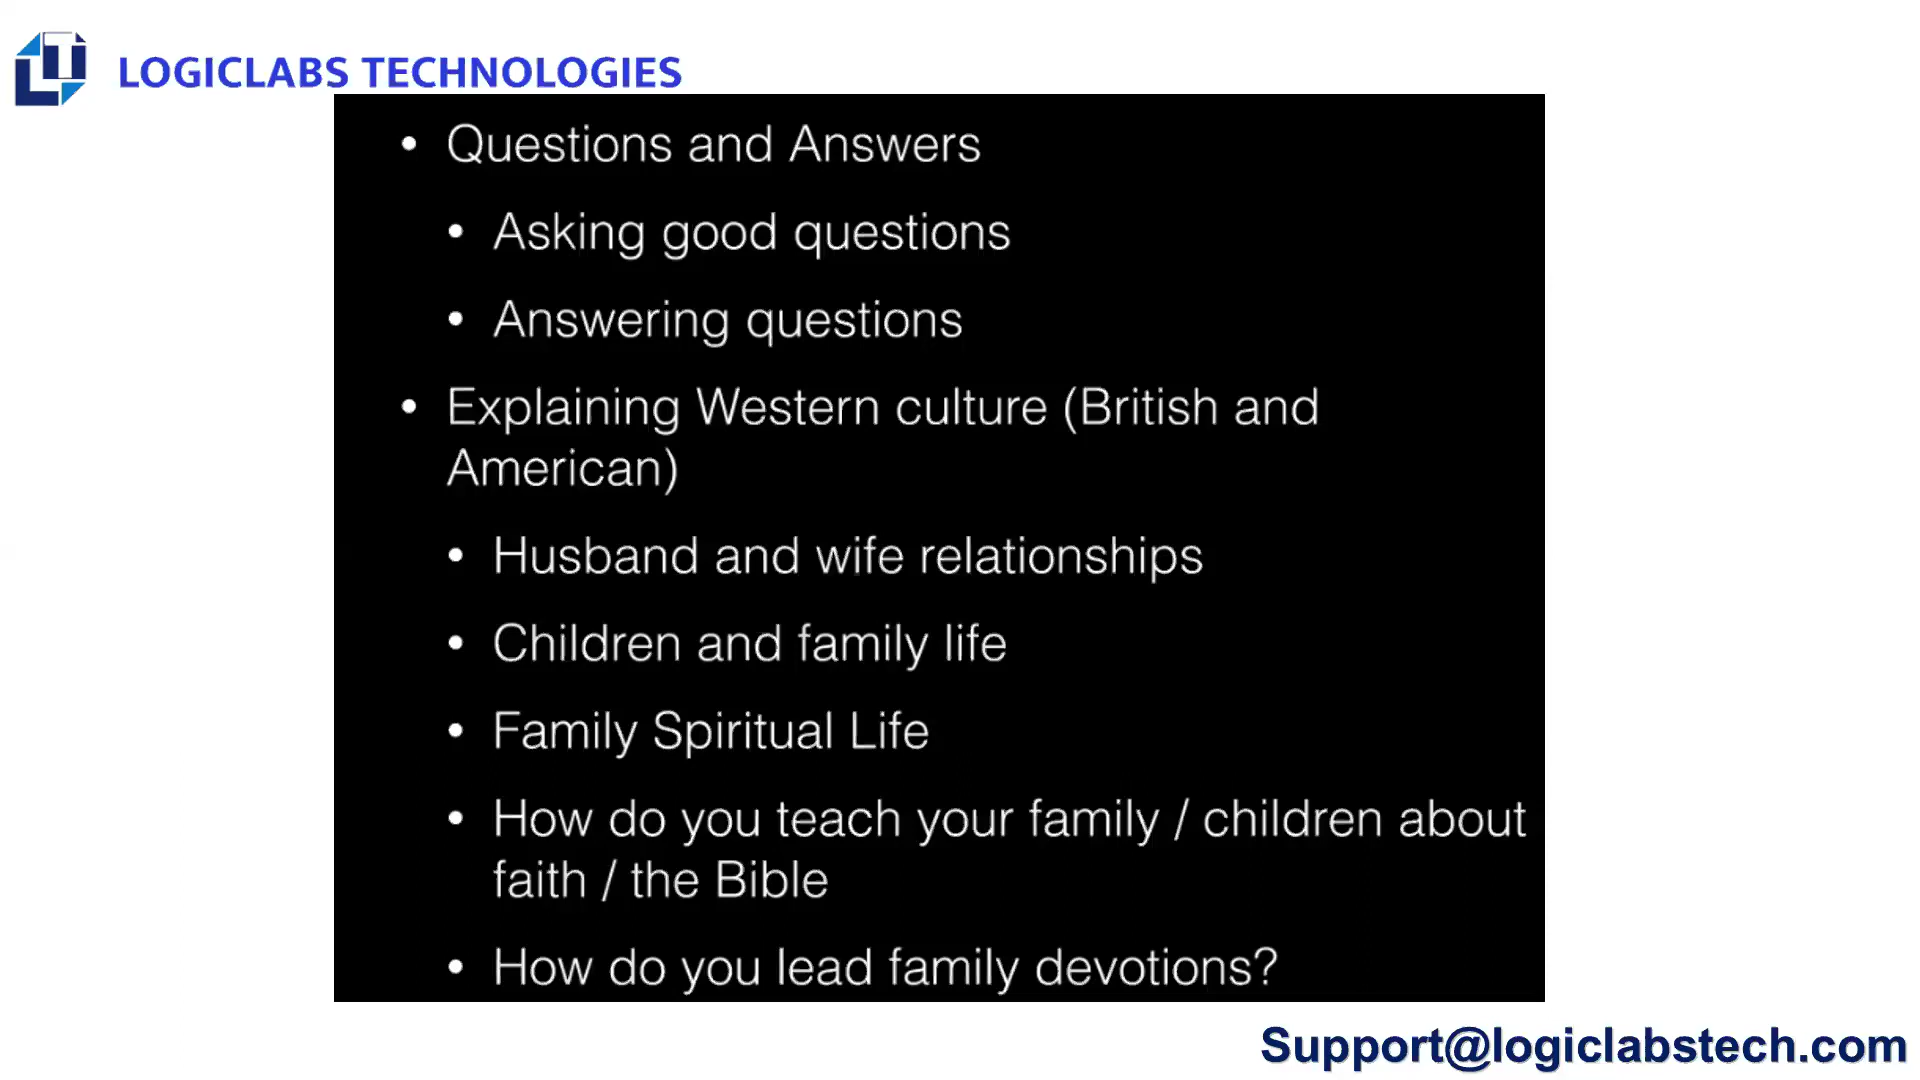 LOGICLABS TECHNOLOGIES
• Questions and Answers
• Asking good questions
• Answering questions
• Explaining Western culture (British and
American)
• Husband and wife relationships
• Children and family life
• Family Spiritual Life
• How do you teach your family / children about
faith / the Bible
• How do you lead family devotions?
Support@logiclabstech.com